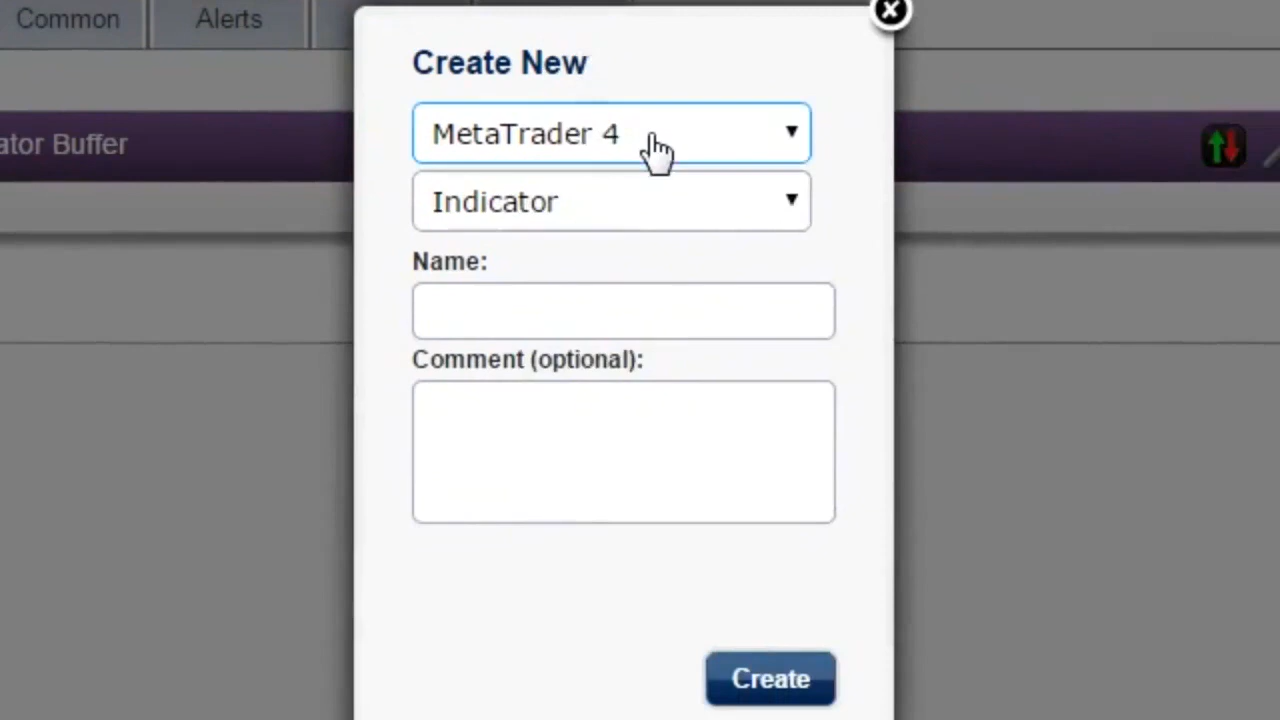 Common
Alerts
Create New
MetaTrader 4
ator Buffer
Indicator
Name:
Comment (optional):
Create